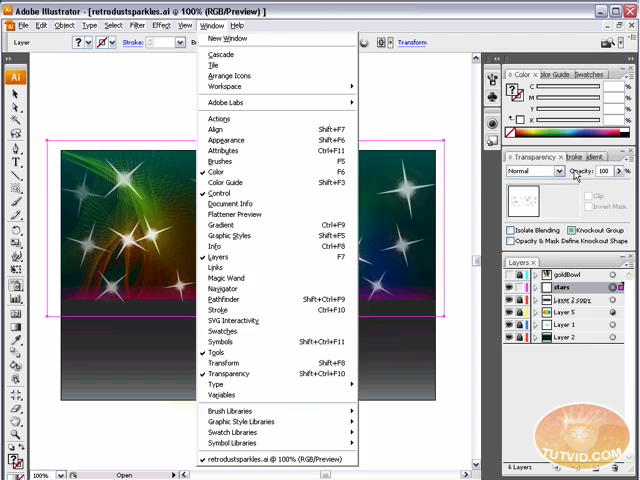 Adobe Illustrator - [retrodustsparkles.ai @ 100% (RGB/Preview) ]
File Edit Object Type Select Filter Effect View Window Help
Layer
Stroke:
Transform
New Window
Cascade
Tile
Arrange Icons
Workspace
Adobe Labs
Actions
Align Shift+F7
Appearance Shift+F6
Attributes Ctrl+F11
Brushes F5
Color F6
Color Guide Shift+F3
Control
Document Info
Flattener Preview
Gradient Ctrl+F9
Graphic Styles Shift+F5
Info Ctrl+F8
Layers F7
Links
Magic Wand
Navigator
Pathfinder Shift+Ctrl+F9
Stroke Ctrl+F10
SVG Interactivity
Swatches
Symbols Shift+Ctrl+F11
Tools
Transform Shift+F8
Transparency Shift+Ctrl+F10
Type
Variables
Brush Libraries
Graphic Style Libraries
Swatch Libraries
Symbol Libraries
retrodustsparkles.ai @ 100% (RGB/Preview)
Color Color Guide Swatches
C
M
Y
K
%
Transparency troke dient
Normal Opacity: 100 %
Clip
Invert Mask
Isolate Blending Knockout Group
Opacity & Mask Define Knockout Shape
Layers
goldBowl
stars
Layer 2 copy
Layer 5
Layer 1
Layer 2
6 Layers
TUTVID.COM
100% Open
Ai